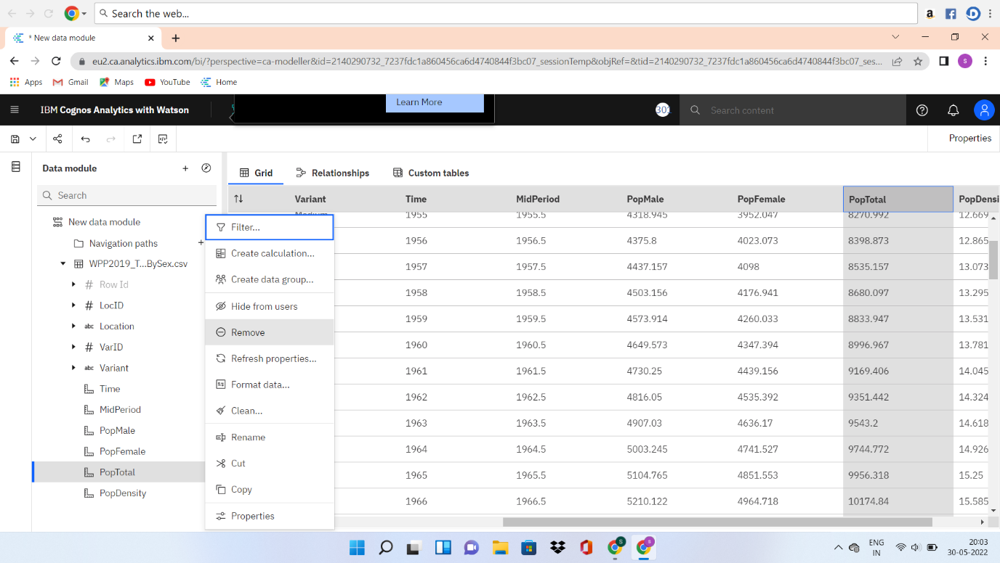 Search the web...
a
* New data module
eu2.ca.analytics.ibm.com/bi/?perspective=ca-modeller&id=2140290732_7237fdc1a860456ca6d4740844f3bc07_sessionTemp&objRef=&tid=2140290732_7237fdc1a860456ca6d4740844f3bc07_ses...
S
Apps
Gmail
Maps
YouTube
Home
Learn More
IBM Cognos Analytics with Watson
301
Search content
Properties
Data module
Grid
Relationships
Custom tables
Search
Variant
Time
MidPeriod
PopMale
PopFemale
PopTotal
PopDensi
New data module
Navigation paths
WPP2019_T...BySex.csv
# Row Id
# LocID
abc Location
# VarID
abc Variant
Time
MidPeriod
PopMale
PopFemale
PopTotal
PopDensity
Filter...
Create calculation...
Create data group...
Hide from users
Remove
Refresh properties...
Format data...
Clean...
Rename
Cut
Copy
Properties
Medium 1955 1955.5 4318.945 3952.047 8270.992 12.669
1956 1956.5 4375.8 4023.073 8398.873 12.865
1957 1957.5 4437.157 4098 8535.157 13.073
1958 1958.5 4503.156 4176.941 8680.097 13.295
1959 1959.5 4573.914 4260.033 8833.947 13.531
1960 1960.5 4649.573 4347.394 8996.967 13.781
1961 1961.5 4730.25 4439.156 9169.406 14.045
1962 1962.5 4816.05 4535.392 9351.442 14.324
1963 1963.5 4907.03 4636.17 9543.2 14.618
1964 1964.5 5003.245 4741.527 9744.772 14.926
1965 1965.5 5104.765 4851.553 9956.318 15.25
1966 1966.5 5210.122 4964.718 10174.84 15.585
ENG
IN
20:03
30-05-2022